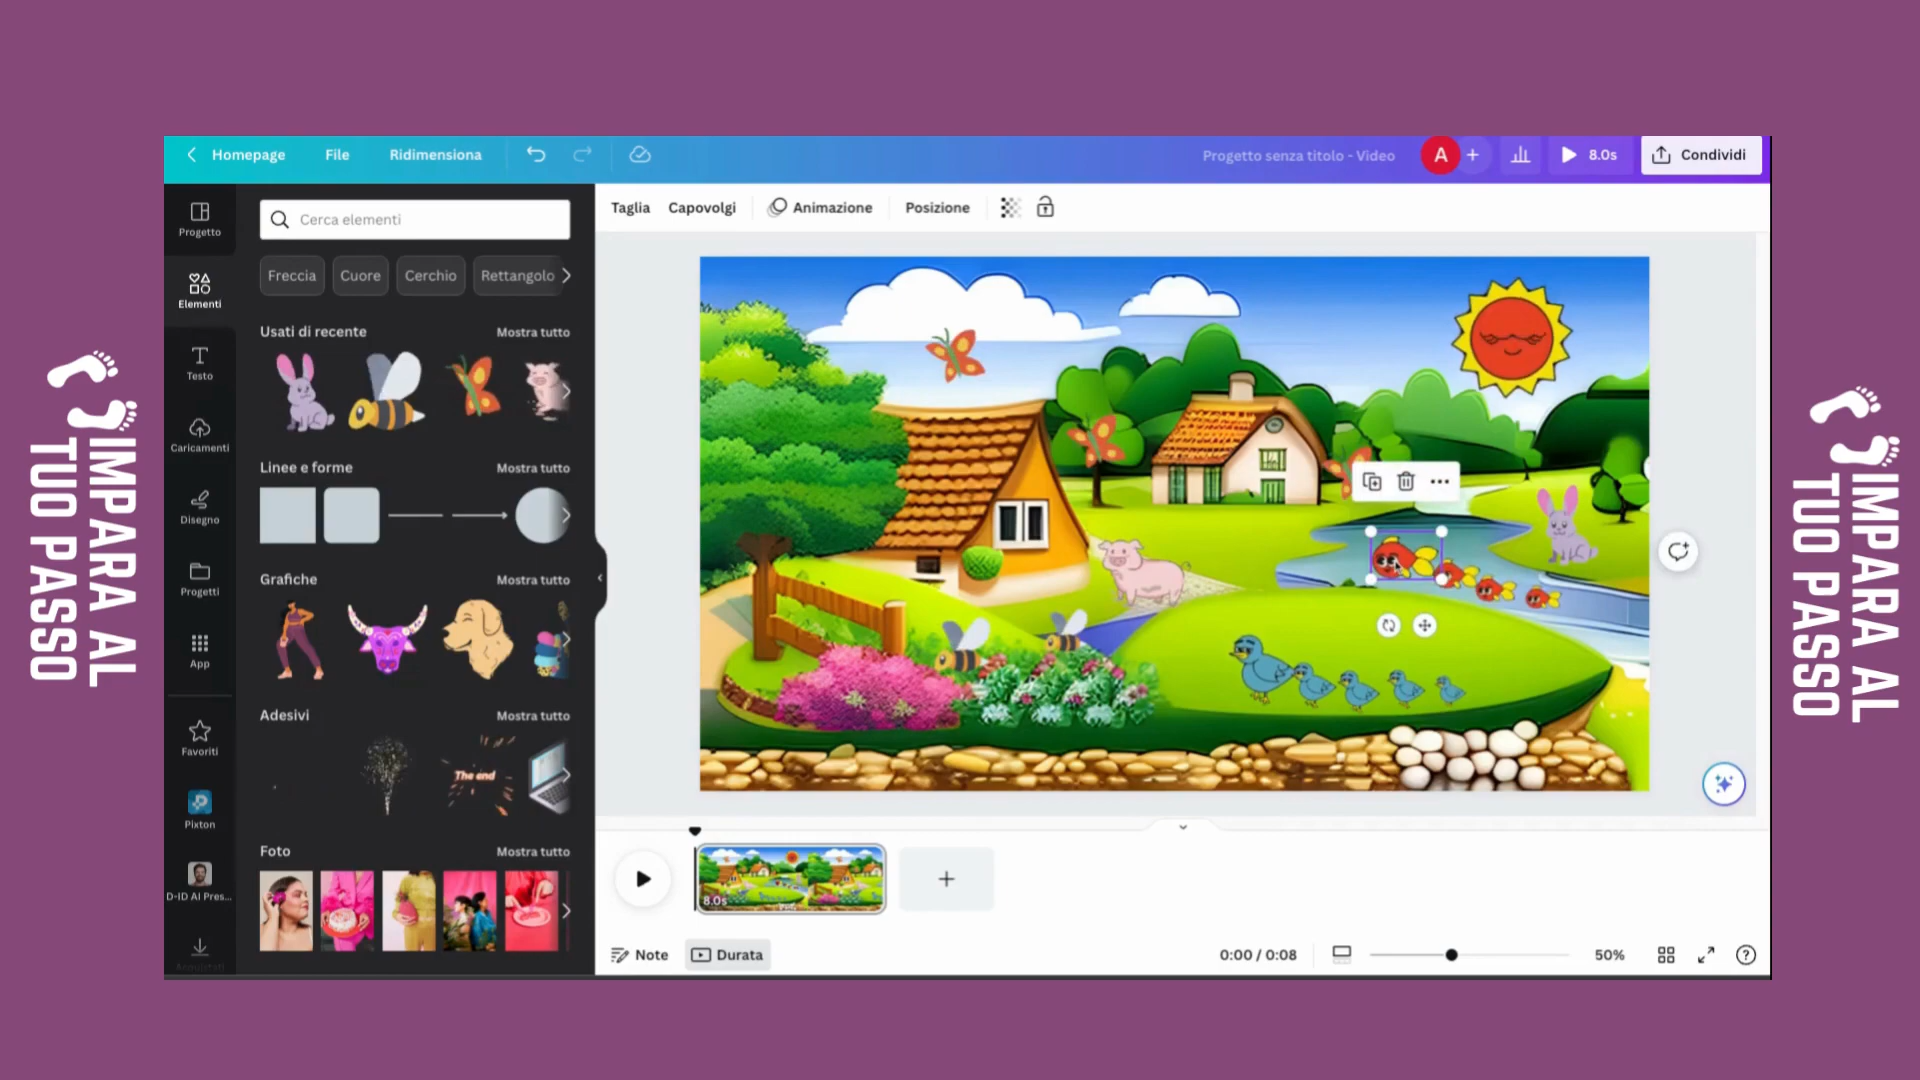 Homepage
File
Ridimensiona
Progetto senza titolo - Video
A
8.0s
Condividi
Progetto
Elementi
Testo
Caricamenti
Disegno
Progetti
App
Favoriti
Pixton
D-ID AI Pres...
Acquistati
Cerca elementi
Freccia
Cuore
Cerchio
Rettangolo
Usati di recente
Mostra tutto
Linee e forme
Mostra tutto
Grafiche
Mostra tutto
Adesivi
Mostra tutto
The end
Foto
Mostra tutto
Taglia
Capovolgi
Animazione
Posizione
8.0s
Note
Durata
0:00 / 0:08
50%
IMPARA AL
TUO PASSO
IMPARA AL
TUO PASSO